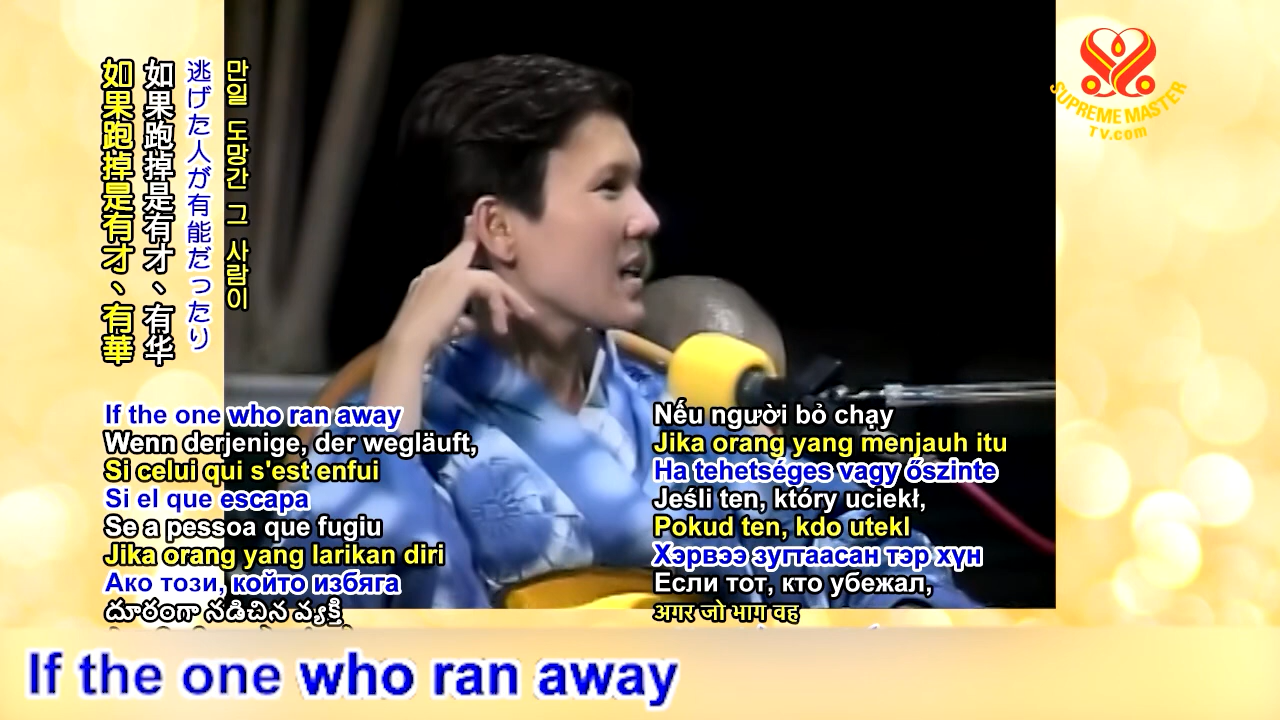 如果跑掉是有才、有華
如果跑掉是有才、有华
逃げた人が有能だったり
만일 도망간 그 사람이
SUPREME MASTER
TV.com
If the one who ran away
Wenn derjenige, der wegläuft,
Si celui qui s'est enfui
Si el que escapa
Se a pessoa que fugiu
Jika orang yang larikan diri
Ако този, който избяга
దూరంగా నడిచిన వ్యక్తి
Nếu người bỏ chạy
Jika orang yang menjauh itu
Ha tehetséges vagy őszinte
Jeśli ten, który uciekł,
Pokud ten, kdo utekl
Хэрвээ зугтаасан тэр хүн
Если тот, кто убежал,
अगर जो भाग वह
If the one who ran away